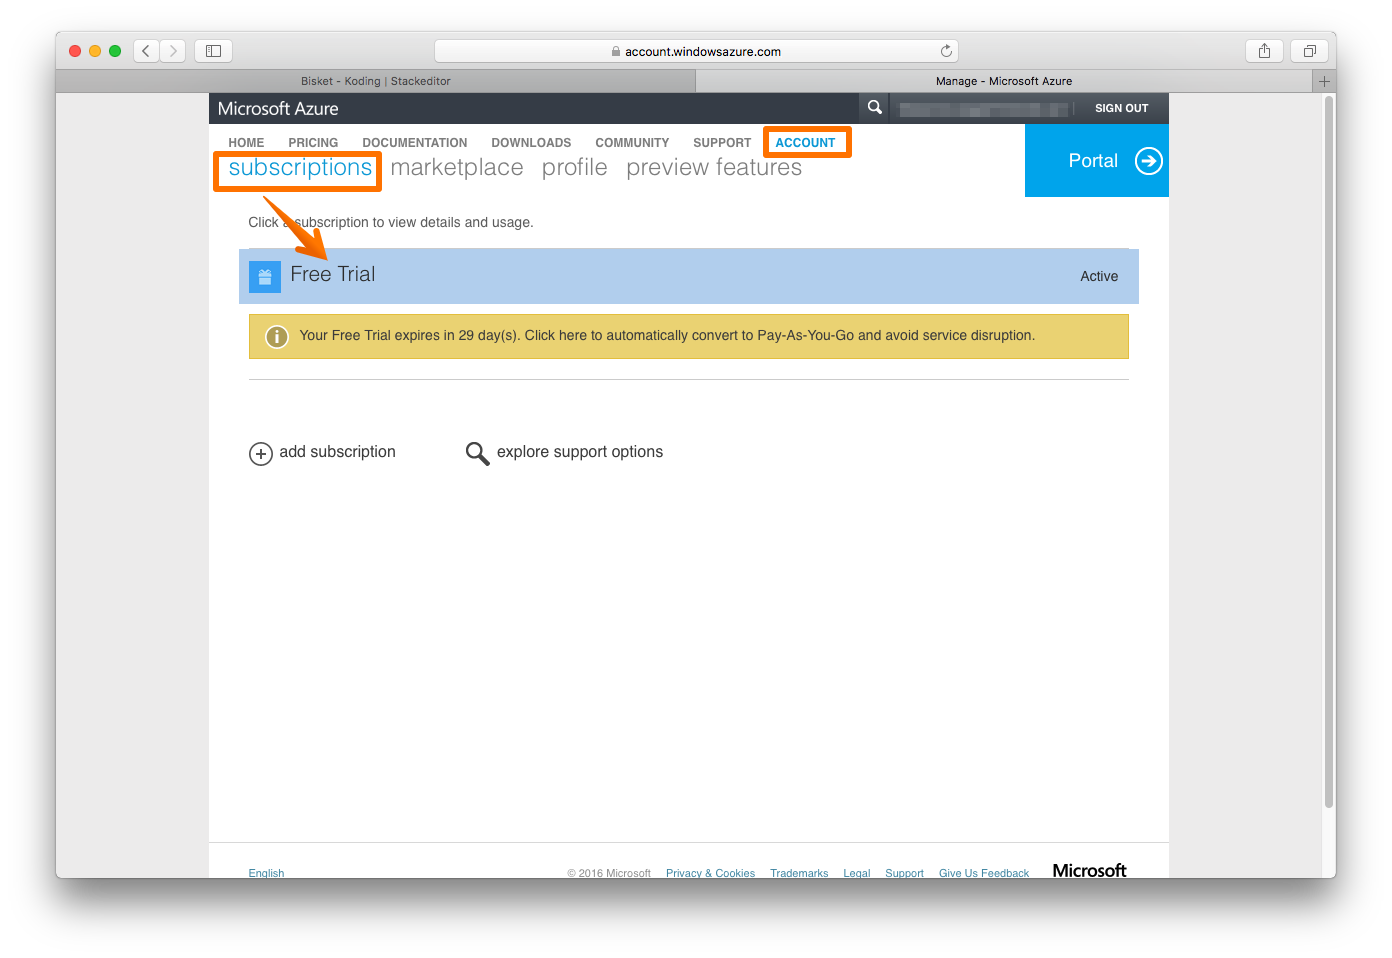 account.windowsazure.com
Bisket - Koding | Stackeditor
Manage - Microsoft Azure
Microsoft Azure
SIGN OUT
HOME PRICING DOCUMENTATION DOWNLOADS COMMUNITY SUPPORT ACCOUNT
subscriptions marketplace profile preview features
Portal
Click a subscription to view details and usage.
Free Trial
Active
Your Free Trial expires in 29 day(s). Click here to automatically convert to Pay-As-You-Go and avoid service disruption.
add subscription
explore support options
English
© 2016 Microsoft Privacy & Cookies Trademarks Legal Support Give Us Feedback
Microsoft